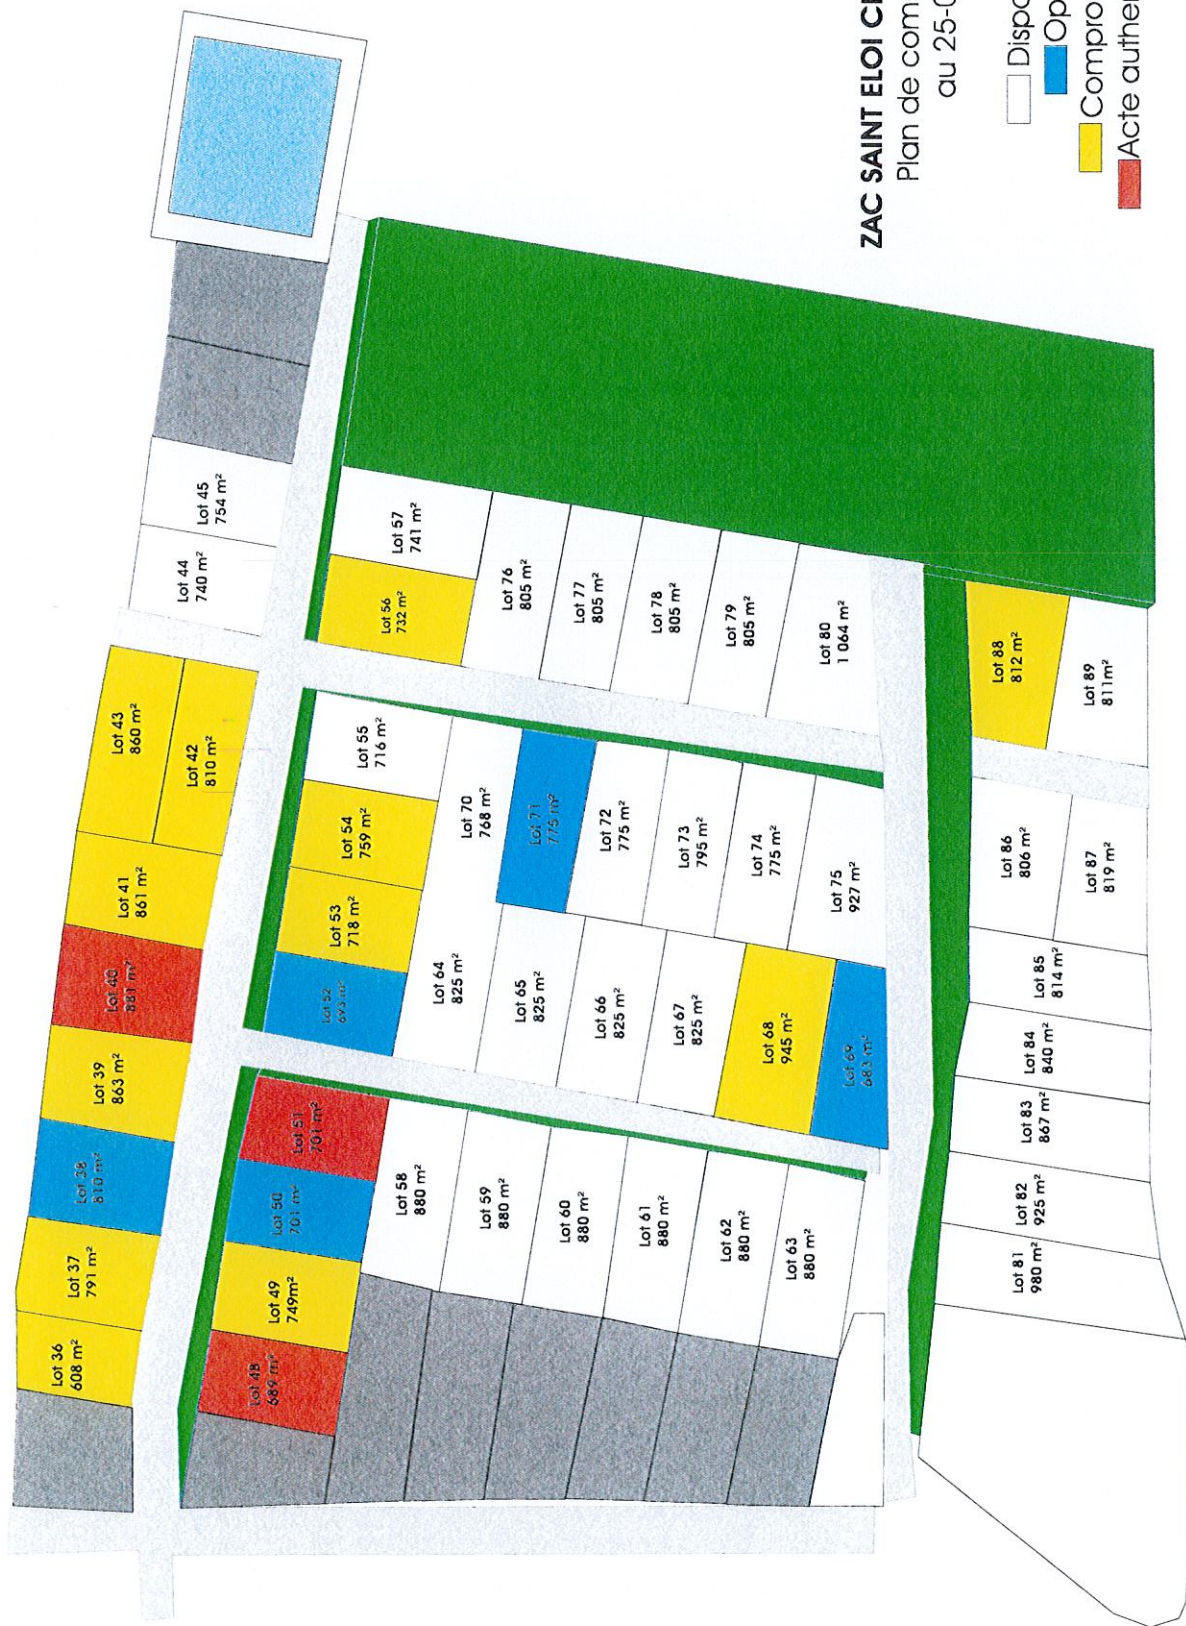 ZAC SAINT ELOI
Plan de com
au 25-0
Dispo
Op
Compro
Acte authen
Lot 36
608 m²
Lot 37
791 m²
Lot 38
810 m²
Lot 39
863 m²
Lot 40
881 m²
Lot 41
861 m²
Lot 42
810 m²
Lot 43
860 m²
Lot 44
740 m²
Lot 45
754 m²
Lot 48
689 m²
Lot 49
749m²
Lot 50
701 m²
Lot 51
701 m²
Lot 52
693 m²
Lot 53
718 m²
Lot 54
759 m²
Lot 55
716 m²
Lot 56
732 m²
Lot 57
741 m²
Lot 58
880 m²
Lot 59
880 m²
Lot 60
880 m²
Lot 61
880 m²
Lot 62
880 m²
Lot 63
880 m²
Lot 64
825 m²
Lot 65
825 m²
Lot 66
825 m²
Lot 67
825 m²
Lot 68
945 m²
Lot 69
683 m²
Lot 70
768 m²
Lot 71
775 m²
Lot 72
775 m²
Lot 73
795 m²
Lot 74
775 m²
Lot 75
927 m²
Lot 76
805 m²
Lot 77
805 m²
Lot 78
805 m²
Lot 79
805 m²
Lot 80
1 064 m²
Lot 81
980 m²
Lot 82
925 m²
Lot 83
867 m²
Lot 84
840 m²
Lot 85
814 m²
Lot 86
806 m²
Lot 87
819 m²
Lot 88
812 m²
Lot 89
811m²